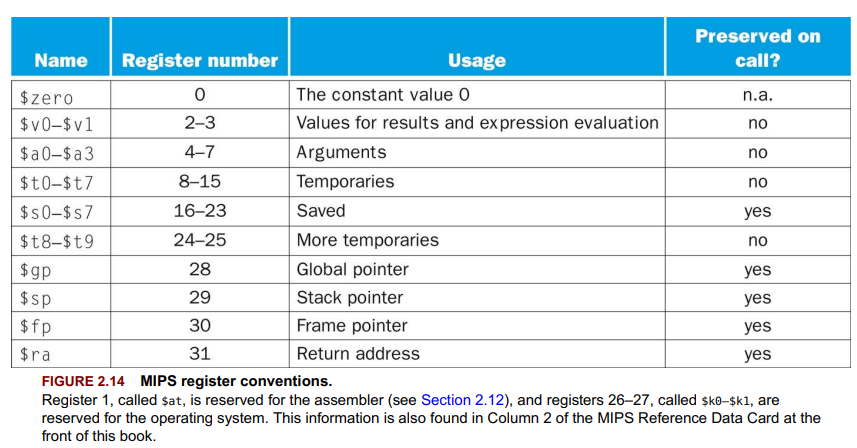 Name Register number Usage Preserved on call?
$zero 0 The constant value 0 n.a.
$v0–$v1 2–3 Values for results and expression evaluation no
$a0–$a3 4–7 Arguments no
$t0–$t7 8–15 Temporaries no
$s0–$s7 16–23 Saved yes
$t8–$t9 24–25 More temporaries no
$gp 28 Global pointer yes
$sp 29 Stack pointer yes
$fp 30 Frame pointer yes
$ra 31 Return address yes
FIGURE 2.14 MIPS register conventions.
Register 1, called $at, is reserved for the assembler (see Section 2.12), and registers 26–27, called $k0–$k1, are
reserved for the operating system. This information is also found in Column 2 of the MIPS Reference Data Card at the
front of this book.